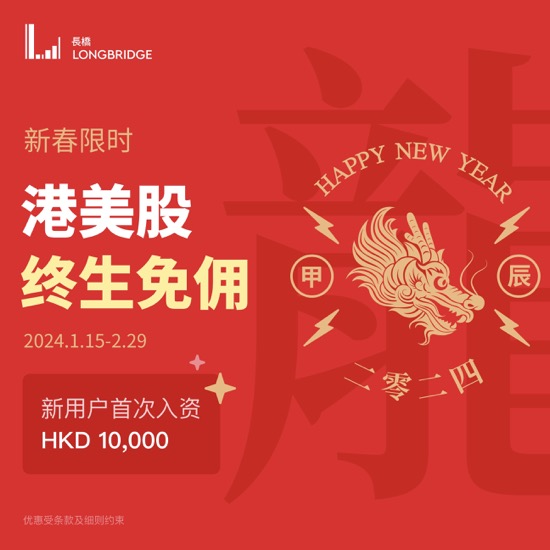 長橋
LONGBRIDGE
新春限时
港美股
终生免佣
2024.1.15-2.29
新用户首次入资
HKD 10,000
龍
HAPPY NEW YEAR
甲
辰
二零二四
优惠受条款及细则约束